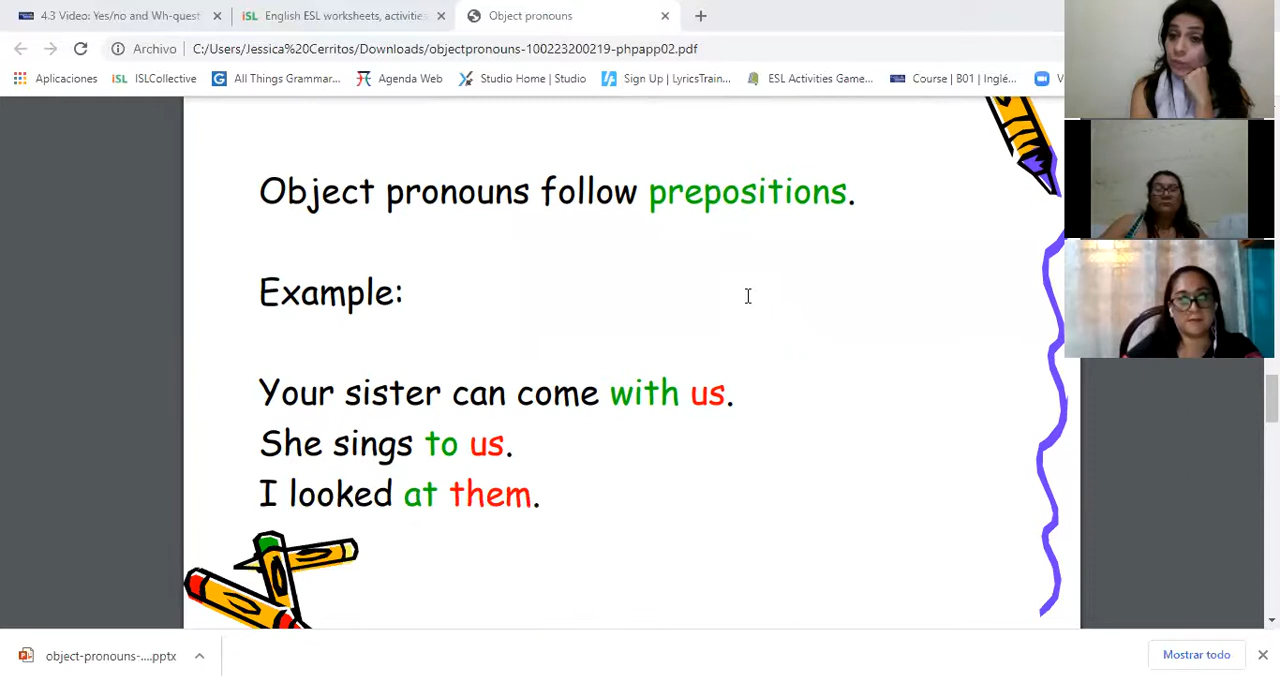 4.3 Video: Yes/no and Wh-quest
iSL English ESL worksheets, activitie
Object pronouns
Archivo C:/Users/Jessica%20Cerritos/Downloads/objectpronouns-100223200219-phpapp02.pdf
Aplicaciones iSL ISLCollective G All Things Grammar... Agenda Web Studio Home | Studio Sign Up | LyricsTrain... ESL Activities Game... Course | B01 | Inglé... V
Object pronouns follow prepositions.
Example:
Your sister can come with us.
She sings to us.
I looked at them.
object-pronouns-....pptx
Mostrar todo